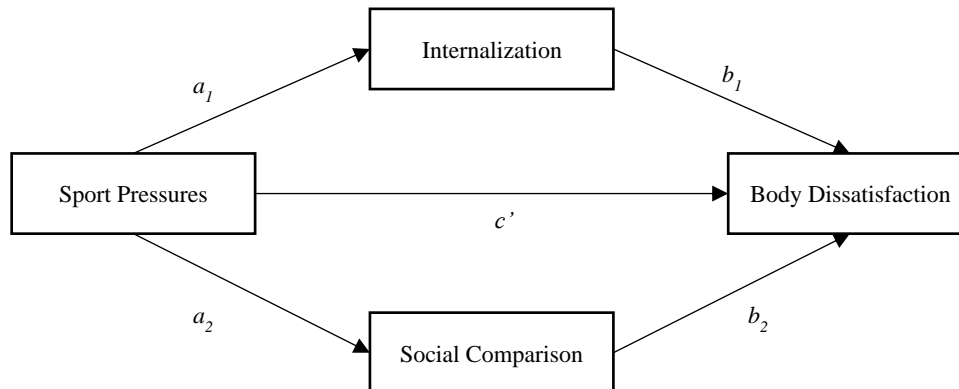 Internalization
a1
b1
Sport Pressures
Body Dissatisfaction
c’
a2
b2
Social Comparison